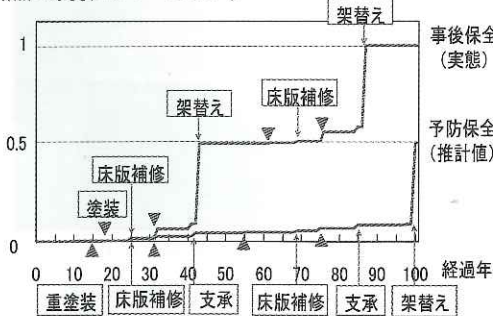 架替え
1
事後保全
(実態)
架替え
床版補修
0.5
予防保全
(推計値)
床版補修
塗装
0
0 10 20 30 40 50 60 70 80 90 100
経過年
重塗装 床版補修 支承 床版補修 支承 架替え